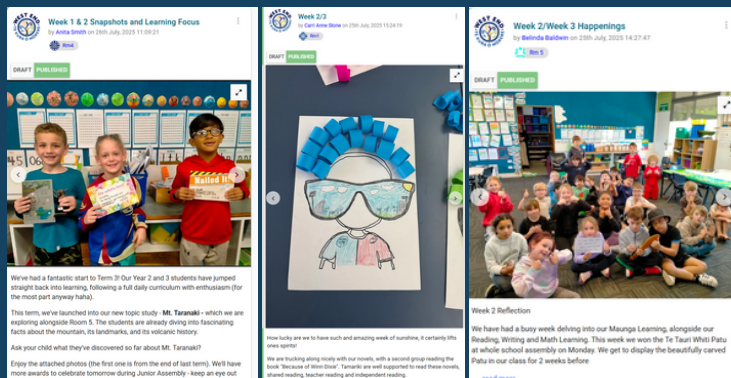 Week 1 & 2 Snapshots and Learning Focus
by Anita Smith on 26th July, 2025 11:09:21
Rm4
DRAFT PUBLISHED
Nailed It!
We've had a fantastic start to Term 3! Our Year 2 and 3 students have jumped
straight back into learning, following a full daily curriculum with enthusiasm (for
the most part anyway haha).
This term, we've launched into our new topic study - Mt. Taranaki - which we
are exploring alongside Room 5. The students are already diving into fascinating
facts about the mountain, its landmarks, and its volcanic history.
Ask your child what they've discovered so far about Mt. Taranaki?
Enjoy the attached photos (the first one is from the end of last term). We'll have
more awards to celebrate tomorrow during Junior Assembly - keep an eye out
Week 2/3
by Carri Anne Stone on 25th July, 2025
DRAFT PUBLISHED
How lucky are we to have such and amazing week of sunshine, it certainly lifts
ones spirits!
We are trucking along nicely with our novels, with a second group reading the
book "Because of Winn Dixie'. Tamariki are well supported to read these novels,
shared reading, teacher reading and independent reading.
Week 2/Week 3 Happenings
by Belinda Baldwin on 25th July, 2025 14:27:47
Rm 5
DRAFT PUBLISHED
Week 2 Reflection
We have had a busy week delving into our Maunga Learning, alongside our
Reading, Writing and Math Learning. This week we won the Te Tauri Whiti Patu
at whole school assembly on Monday. We get to display the beautifully carved
Patu in our class for 2 weeks before
read more